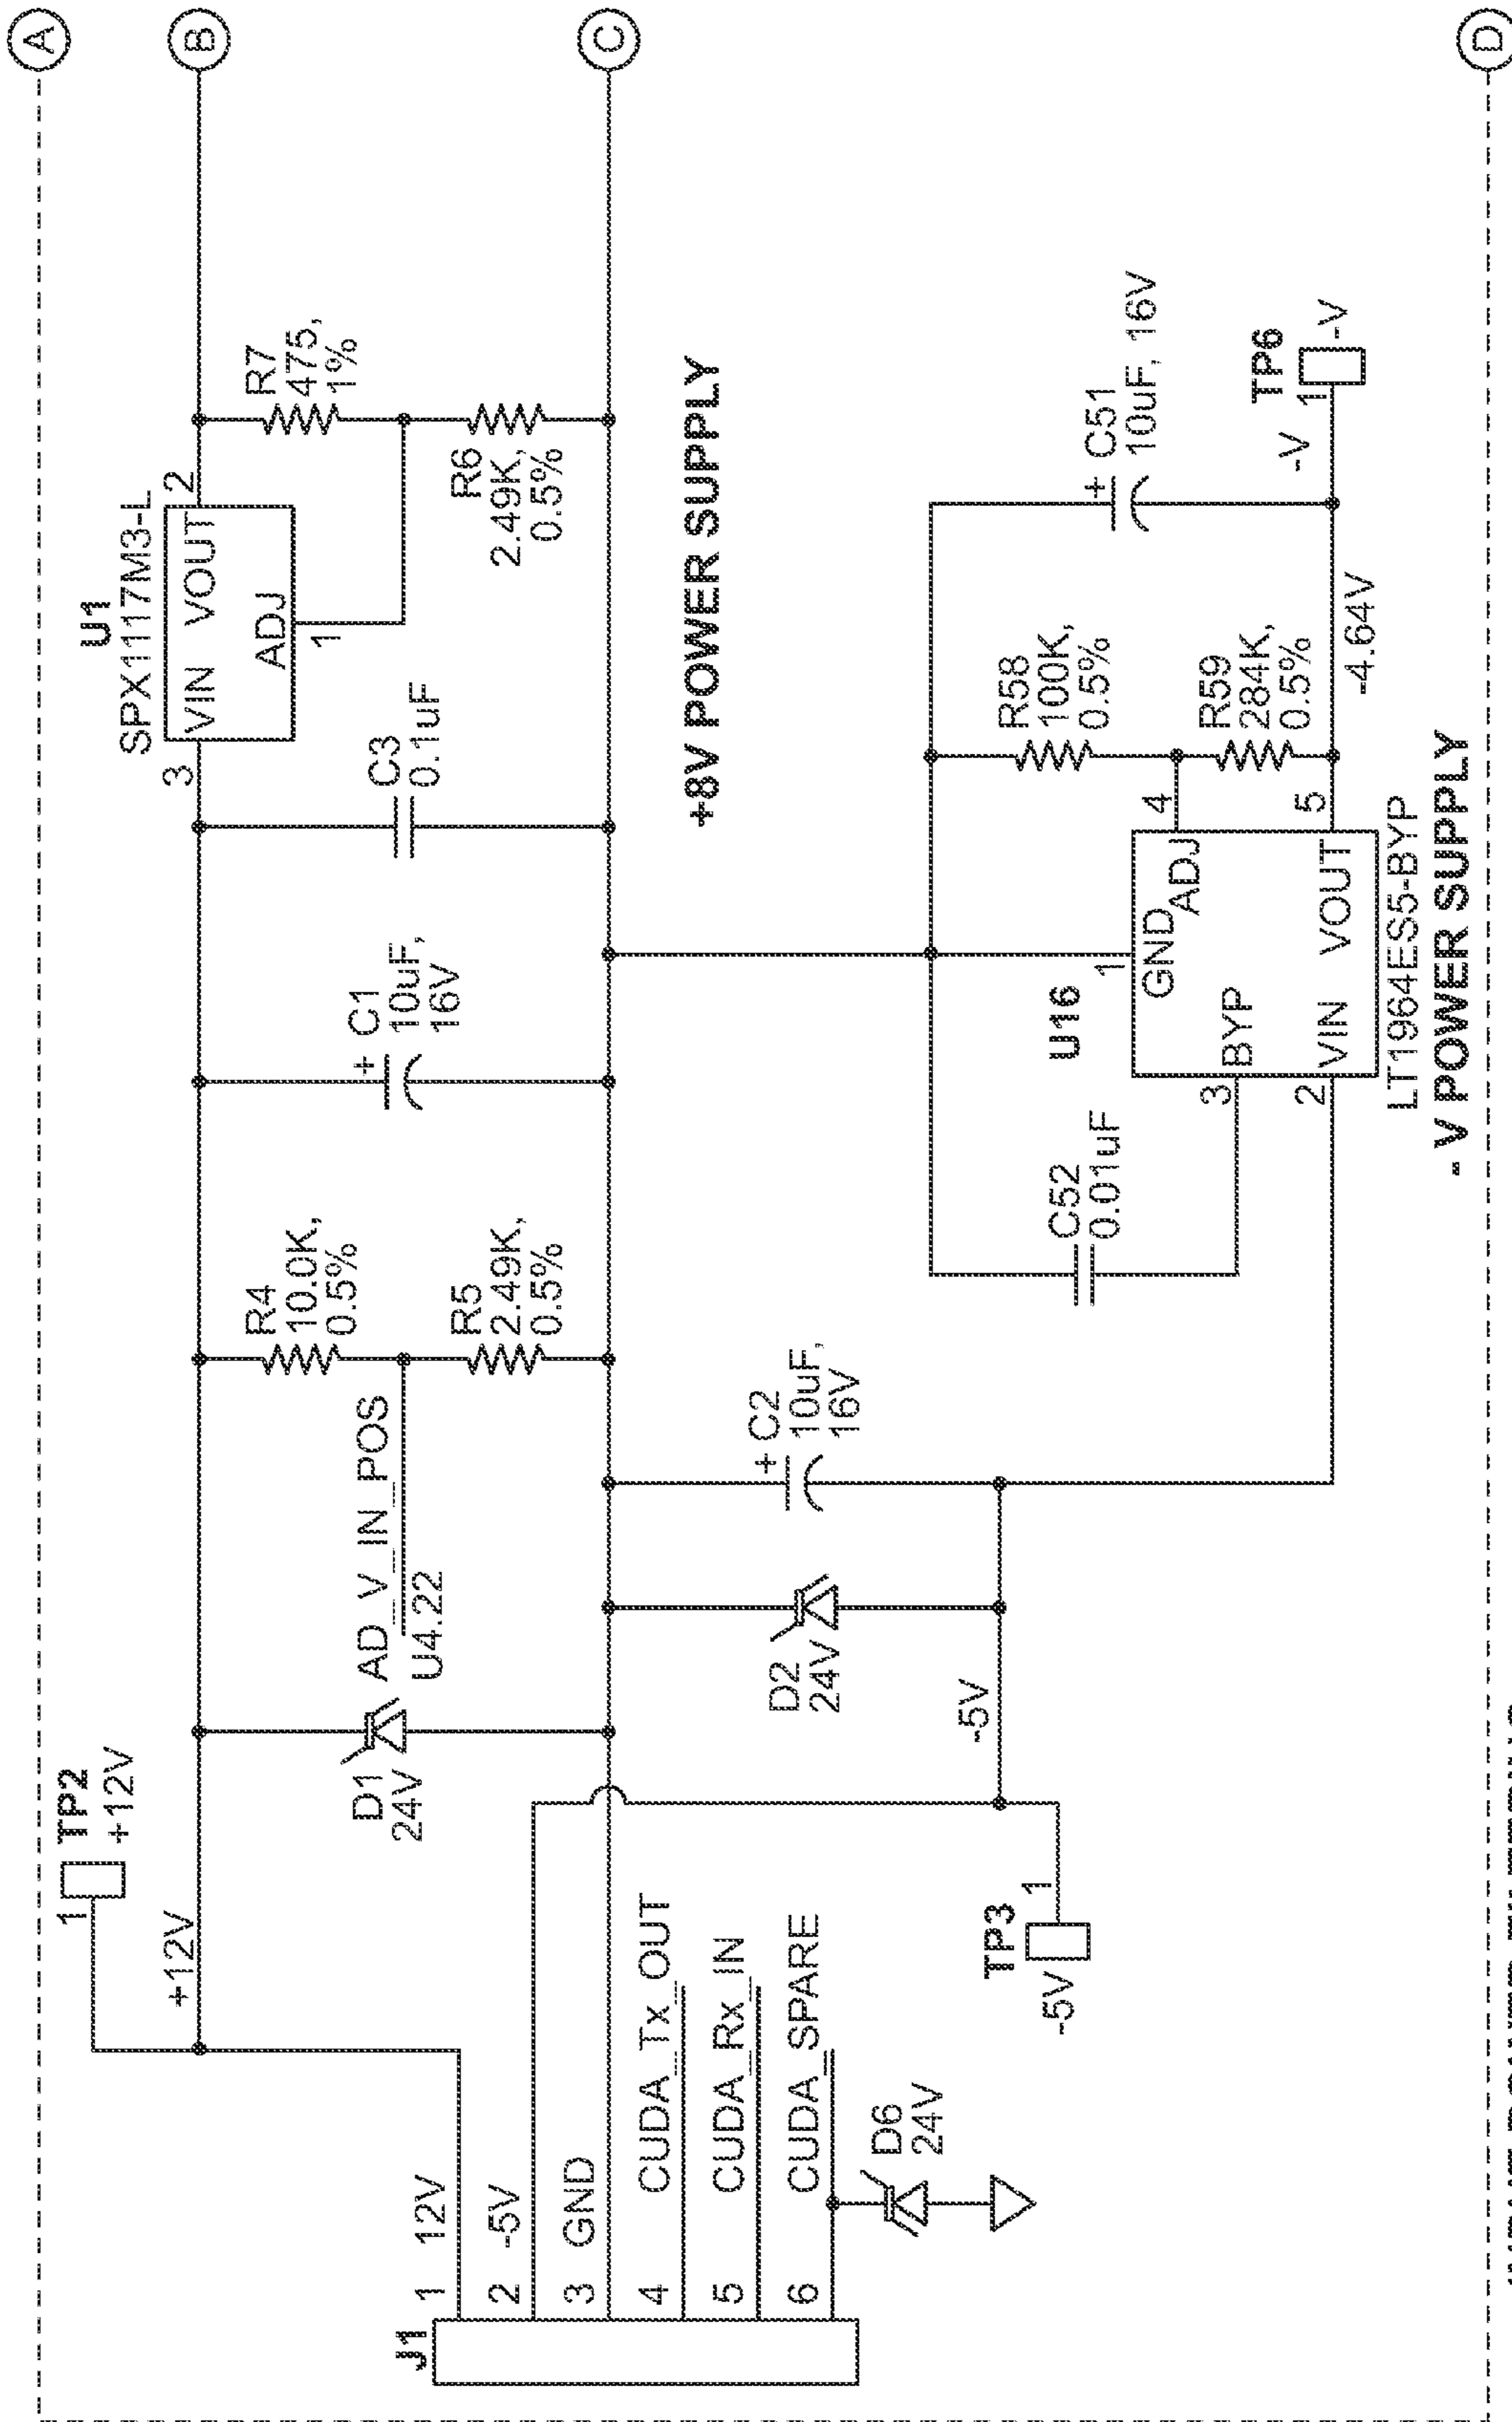 A
B
C
D
TP2
+12V
1
+12V
U1
SPX1117M3-L
3
VIN
VOUT
2
ADJ
1
R7
475,
1%
R6
2.49K,
0.5%
C3
0.1uF
C1
+
10uF,
16V
R4
10.0K,
0.5%
R5
2.49K,
0.5%
AD_V_IN_POS
U4.22
D1
24V
+8V POWER SUPPLY
J1
1
12V
2
-5V
3
GND
4
CUDA_Tx_OUT
5
CUDA_Rx_IN
6
CUDA_SPARE
D6
24V
TP3
1
-5V
-5V
D2
24V
+
C2
10uF,
16V
C52
0.01uF
U16
1
GND
3
BYP
ADJ
4
2
VIN
VOUT
5
LT1964ES5-BYP
- V POWER SUPPLY
R58
100K,
0.5%
R59
284K,
0.5%
-4.64V
+
C51
10uF, 16V
-V
TP6
1
-V